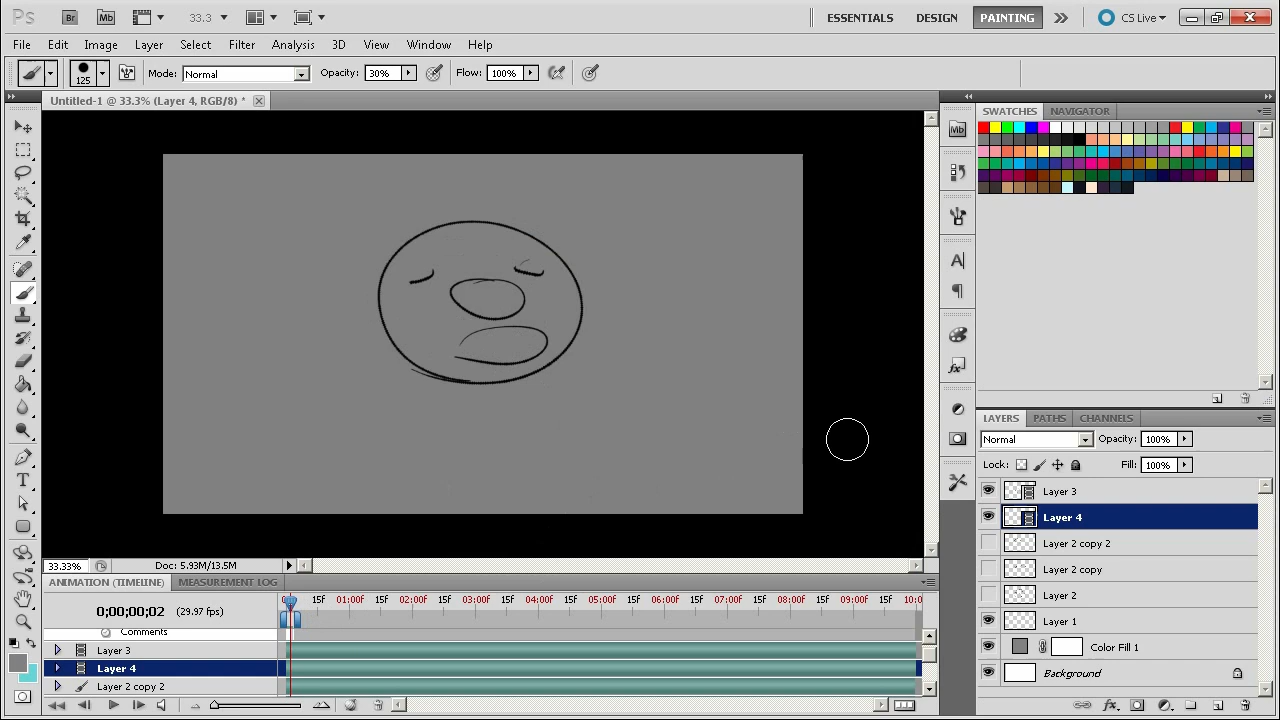 Ps Br Mb 33.3 ESSENTIALS DESIGN PAINTING CS Live
File Edit Image Layer Select Filter Analysis 3D View Window Help
125 Mode: Normal Opacity: 30% Flow: 100%
Untitled-1 @ 33.3% (Layer 4, RGB/8) *
SWATCHES NAVIGATOR
Mb
A
LAYERS PATHS CHANNELS
Normal Opacity: 100%
Lock: Fill: 100%
Layer 3
Layer 4
Layer 2 copy 2
Layer 2 copy
Layer 2
Layer 1
Color Fill 1
Background
33.33% Doc: 5.93M/13.5M
ANIMATION (TIMELINE) MEASUREMENT LOG
0;00;00;02 (29.97 fps) 15F 01:00F 15F 02:00F 15F 03:00F 15F 04:00F 15F 05:00F 15F 06:00F 15F 07:00F 15F 08:00F 15F 09:00F 15F 10:0
Comments
Layer 3
Layer 4
Layer 2 copy 2